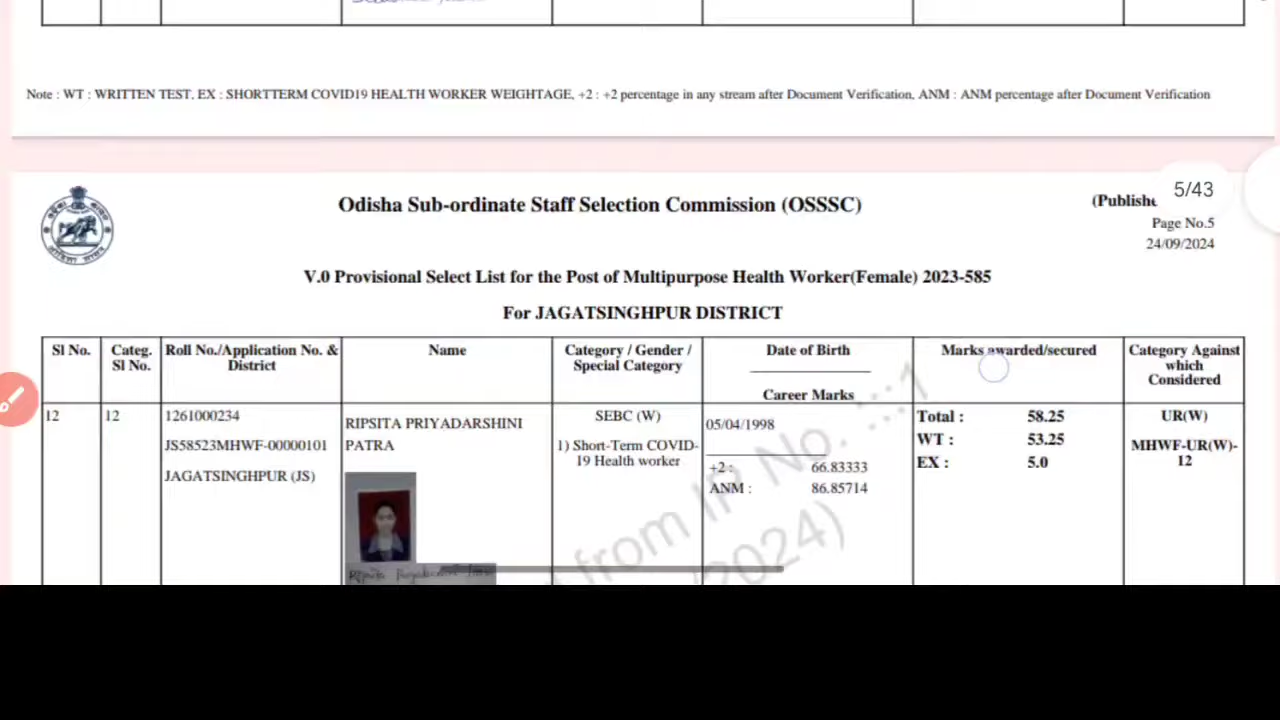 Note : WT : WRITTEN TEST, EX : SHORTTERM COVID19 HEALTH WORKER WEIGHTAGE, +2 : +2 percentage in any stream after Document Verification, ANM : ANM percentage after Document Verification
5/43
Odisha Sub-ordinate Staff Selection Commission (OSSSC)
(Publishe
Page No.5
24/09/2024
V.0 Provisional Select List for the Post of Multipurpose Health Worker(Female) 2023-585
For JAGATSINGHPUR DISTRICT
Sl No. Categ. Sl No. Roll No./Application No. & District Name Category / Gender / Special Category Date of Birth Career Marks Marks awarded/secured Category Against which Considered
12 12 1261000234 RIPSITA PRIYADARSHINI SEBC (W) 05/04/1998 Total : 58.25 UR(W)
JS58523MHWF-00000101 PATRA 1) Short-Term COVID- WT : 53.25 MHWF-UR(W)-
JAGATSINGHPUR (JS) 19 Health worker +2 : 66.83333 EX : 5.0 12
ANM : 86.85714
from IP No. :::1
2024)